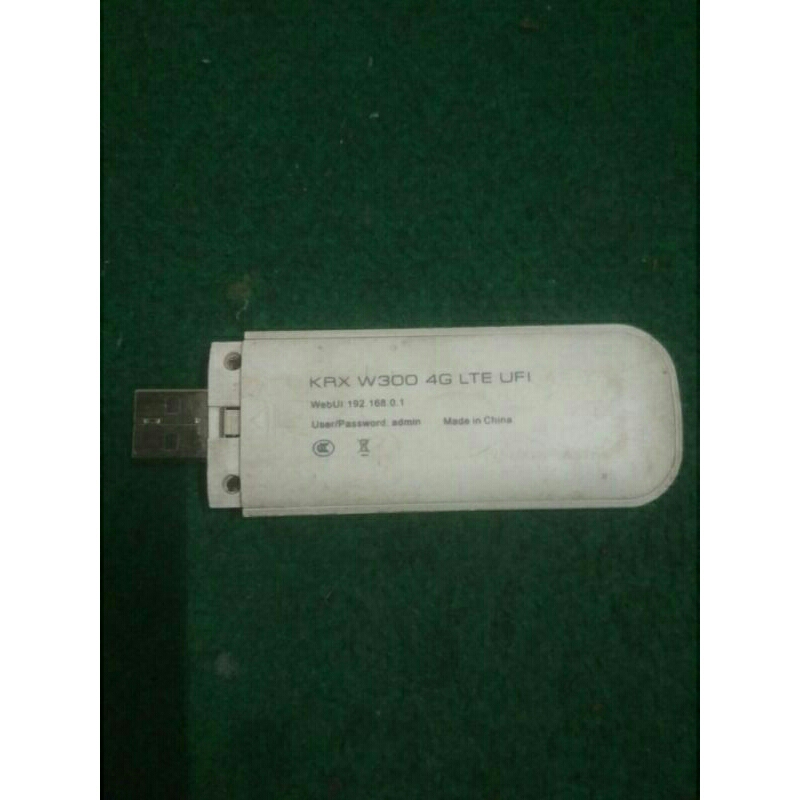 KRX W300 4G LTE UFI
WebUI 192.168.0.1
User/Password: admin Made in China